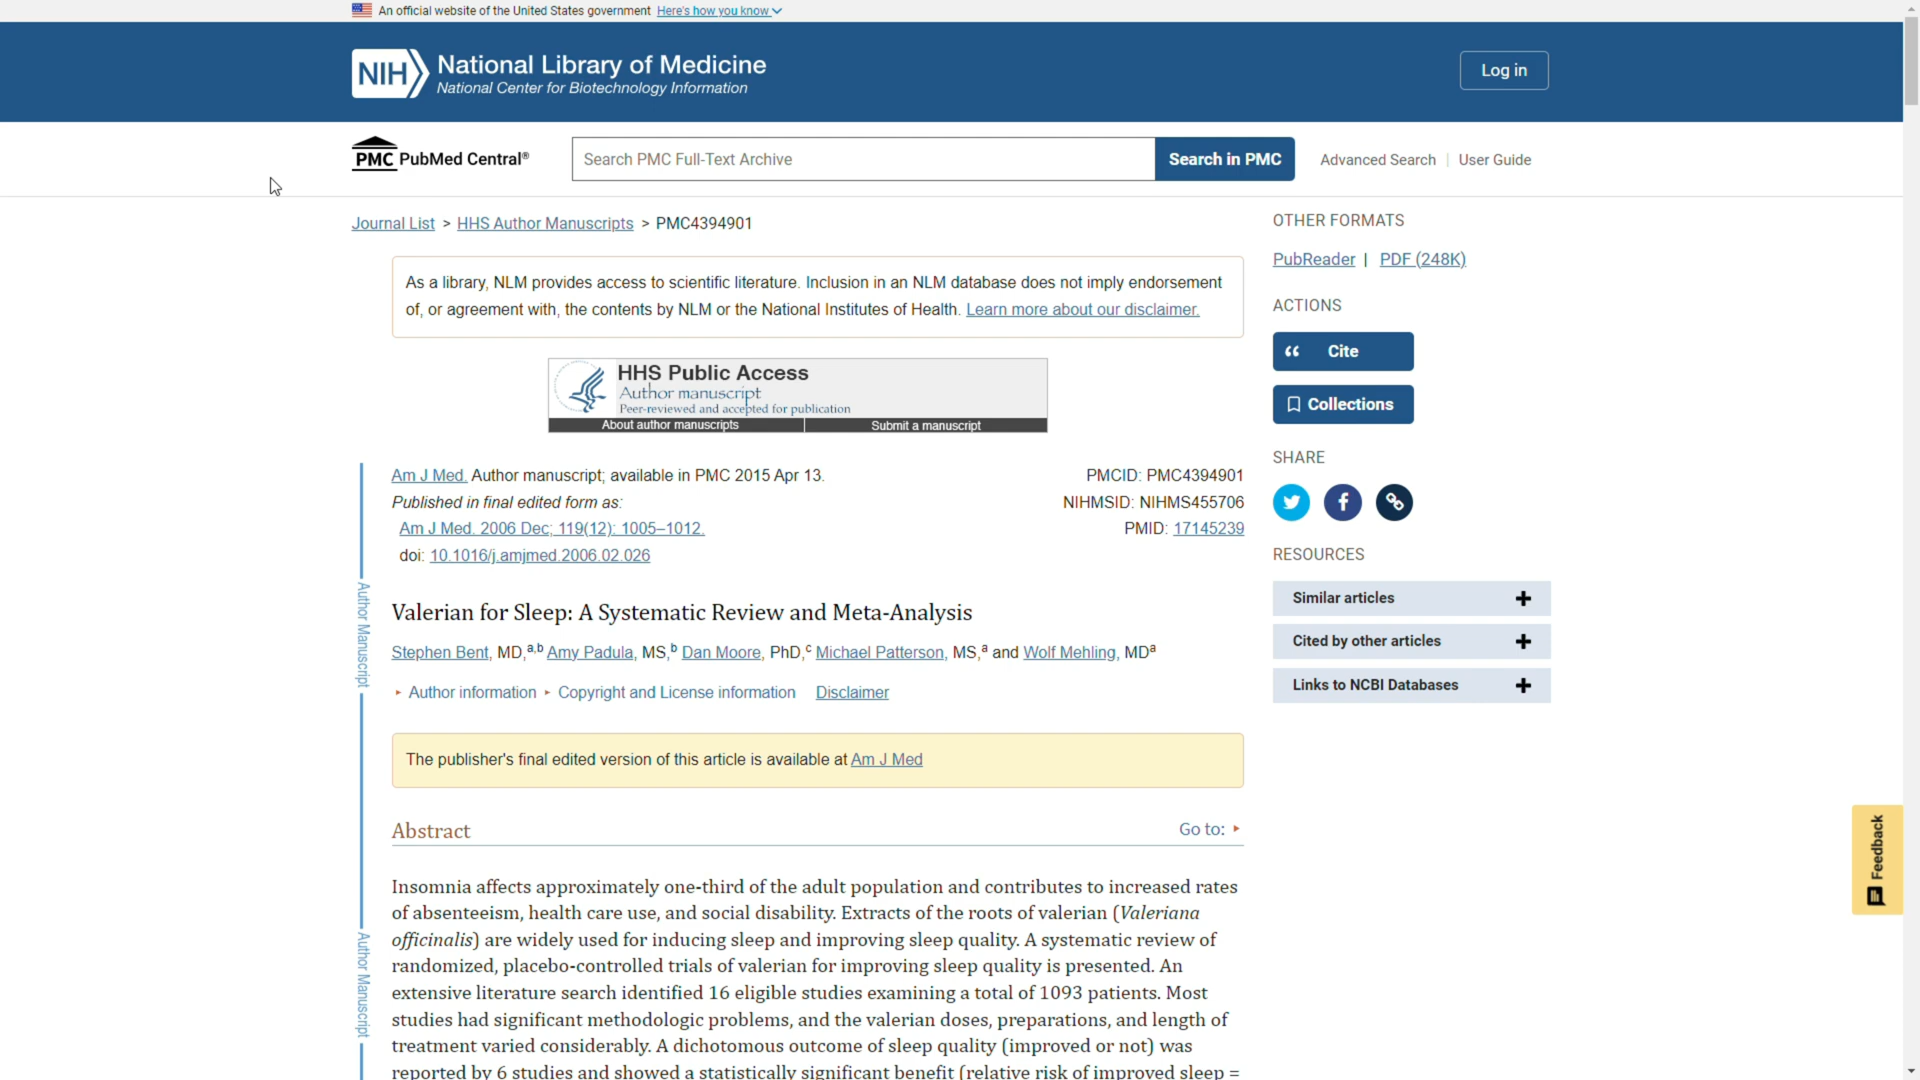 An official website of the United States government Here's how you know
NIH National Library of Medicine
National Center for Biotechnology Information
Log in
PMC PubMed Central®
Search PMC Full-Text Archive
Search in PMC
Advanced Search
User Guide
Journal List > HHS Author Manuscripts > PMC4394901
As a library, NLM provides access to scientific literature. Inclusion in an NLM database does not imply endorsement
of, or agreement with, the contents by NLM or the National Institutes of Health. Learn more about our disclaimer.
HHS Public Access
Author manuscript
Peer-reviewed and accepted for publication
About author manuscripts
Submit a manuscript
Am J Med. Author manuscript; available in PMC 2015 Apr 13.
Published in final edited form as:
Am J Med. 2006 Dec; 119(12): 1005–1012.
doi: 10.1016/j.amjmed.2006.02.026
PMCID: PMC4394901
NIHMSID: NIHMS455706
PMID: 17145239
Valerian for Sleep: A Systematic Review and Meta-Analysis
Stephen Bent, MD,a,b Amy Padula, MS,b Dan Moore, PhD,c Michael Patterson, MS,a and Wolf Mehling, MDa
Author information
Copyright and License information
Disclaimer
The publisher's final edited version of this article is available at Am J Med
Abstract
Go to:
Insomnia affects approximately one-third of the adult population and contributes to increased rates
of absenteeism, health care use, and social disability. Extracts of the roots of valerian (Valeriana
officinalis) are widely used for inducing sleep and improving sleep quality. A systematic review of
randomized, placebo-controlled trials of valerian for improving sleep quality is presented. An
extensive literature search identified 16 eligible studies examining a total of 1093 patients. Most
studies had significant methodologic problems, and the valerian doses, preparations, and length of
treatment varied considerably. A dichotomous outcome of sleep quality (improved or not) was
reported by 6 studies and showed a statistically significant benefit (relative risk of improved sleep =
Author Manuscript
Author Manuscript
OTHER FORMATS
PubReader | PDF (248K)
ACTIONS
Cite
Collections
SHARE
RESOURCES
Similar articles
Cited by other articles
Links to NCBI Databases
Feedback